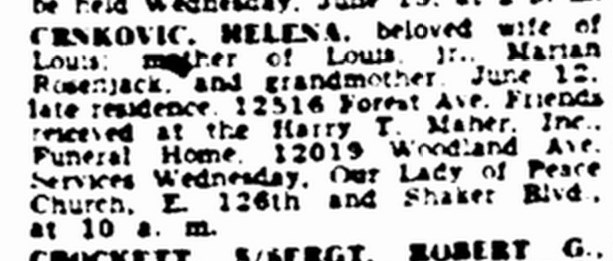 be held Wednesday, June
CRNKOVIC, HELENA, beloved wife of
Louis; mother of Louis, Jr., Marian
Rosenjack, and grandmother, June 12,
late residence, 12516 Forest Ave. Friends
received at the Harry T. Maher, Inc.,
Funeral Home, 12019 Woodland Ave.
Services Wednesday, Our Lady of Peace
Church, E. 126th and Shaker Blvd.,
at 10 a. m.
CROCKETT, S/SERGT. ROBERT G.,